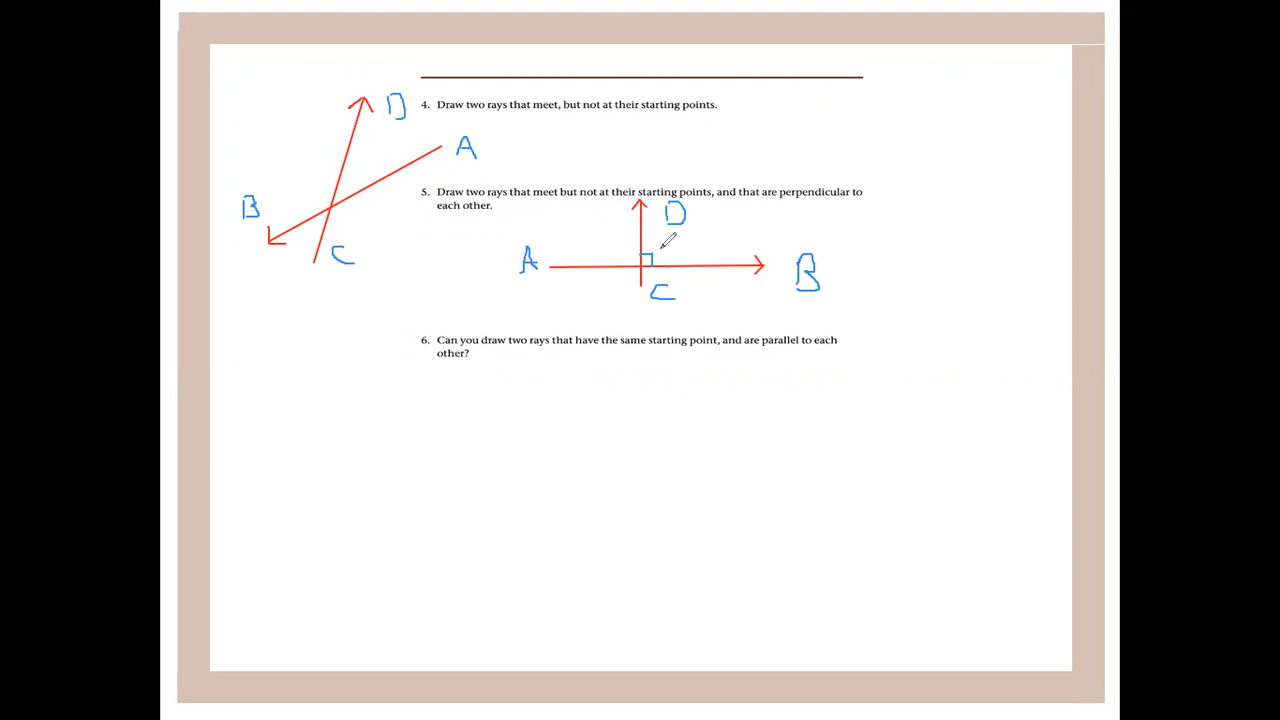 D
4. Draw two rays that meet, but not at their starting points.
A
B
C
5. Draw two rays that meet but not at their starting points, and that are perpendicular to
each other.
D
A
B
C
6. Can you draw two rays that have the same starting point, and are parallel to each
other?